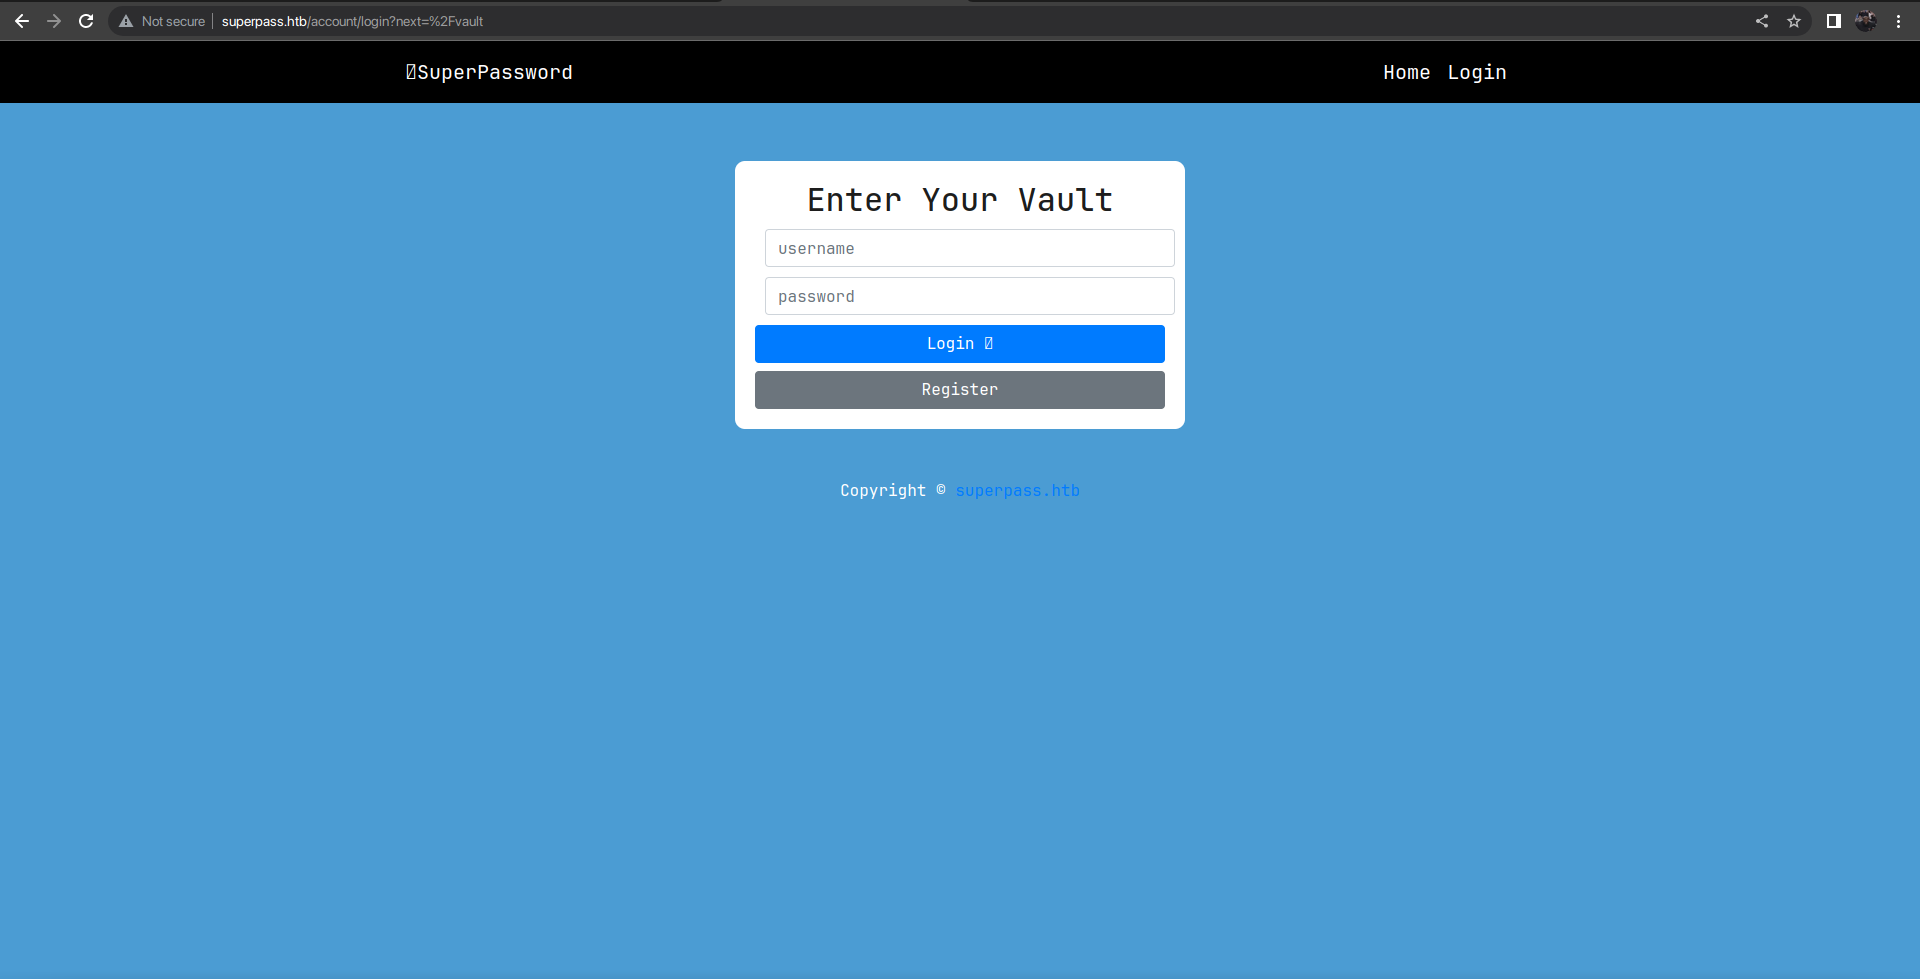 Not secure superpass.htb/account/login?next=%2Fvault
SuperPassword
Home Login
Enter Your Vault
username
password
Login
Register
Copyright © superpass.htb